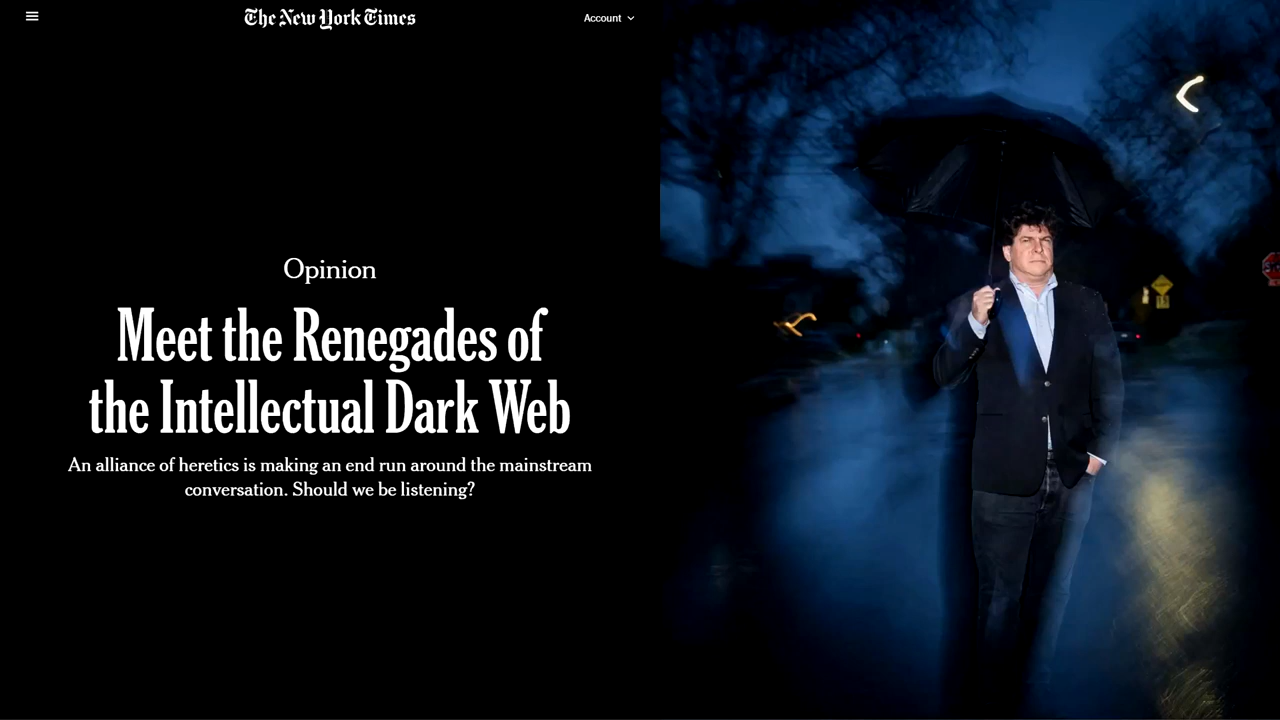 The New York Times
Account
Opinion
Meet the Renegades of
the Intellectual Dark Web
An alliance of heretics is making an end run around the mainstream
conversation. Should we be listening?